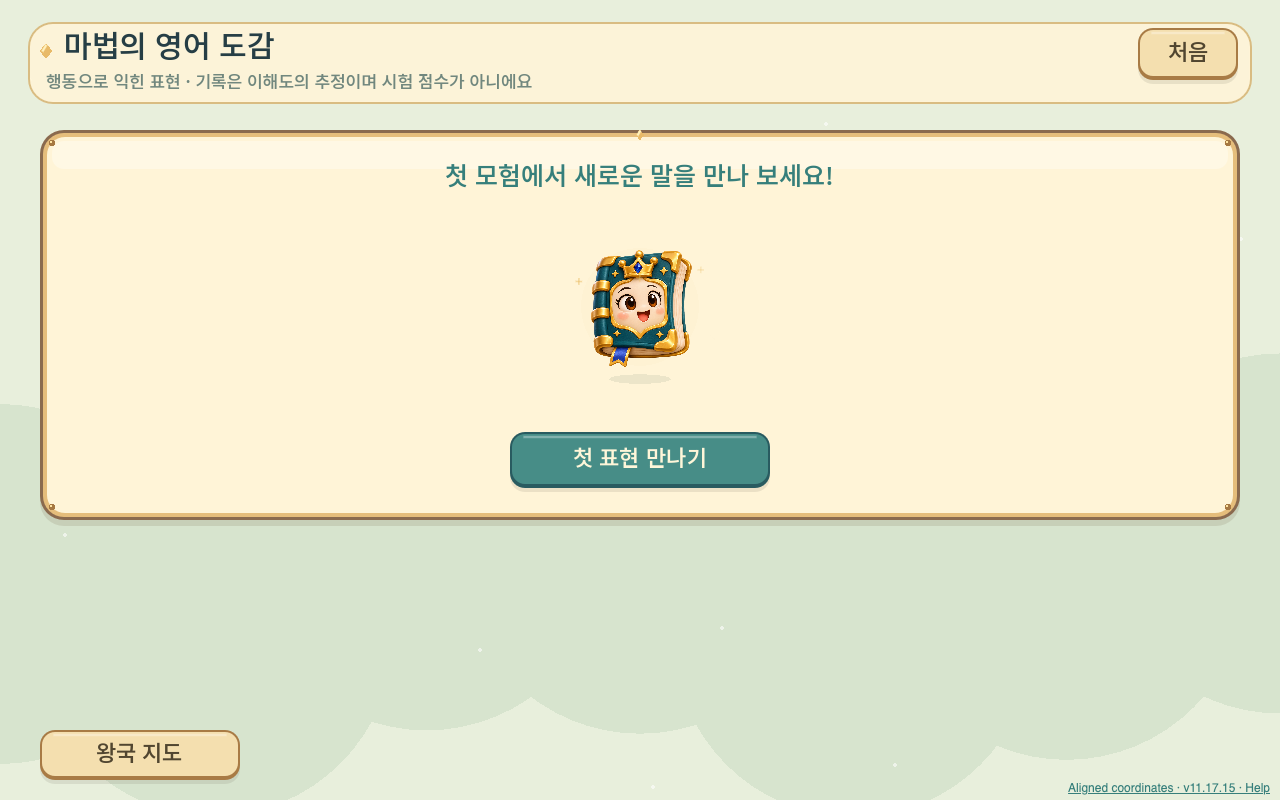 마법의 영어 도감
처음
행동으로 익힌 표현 · 기록은 이해도의 추정이며 시험 점수가 아니에요
첫 모험에서 새로운 말을 만나 보세요!
첫 표현 만나기
왕국 지도
Aligned coordinates · v11.17.15 · Help